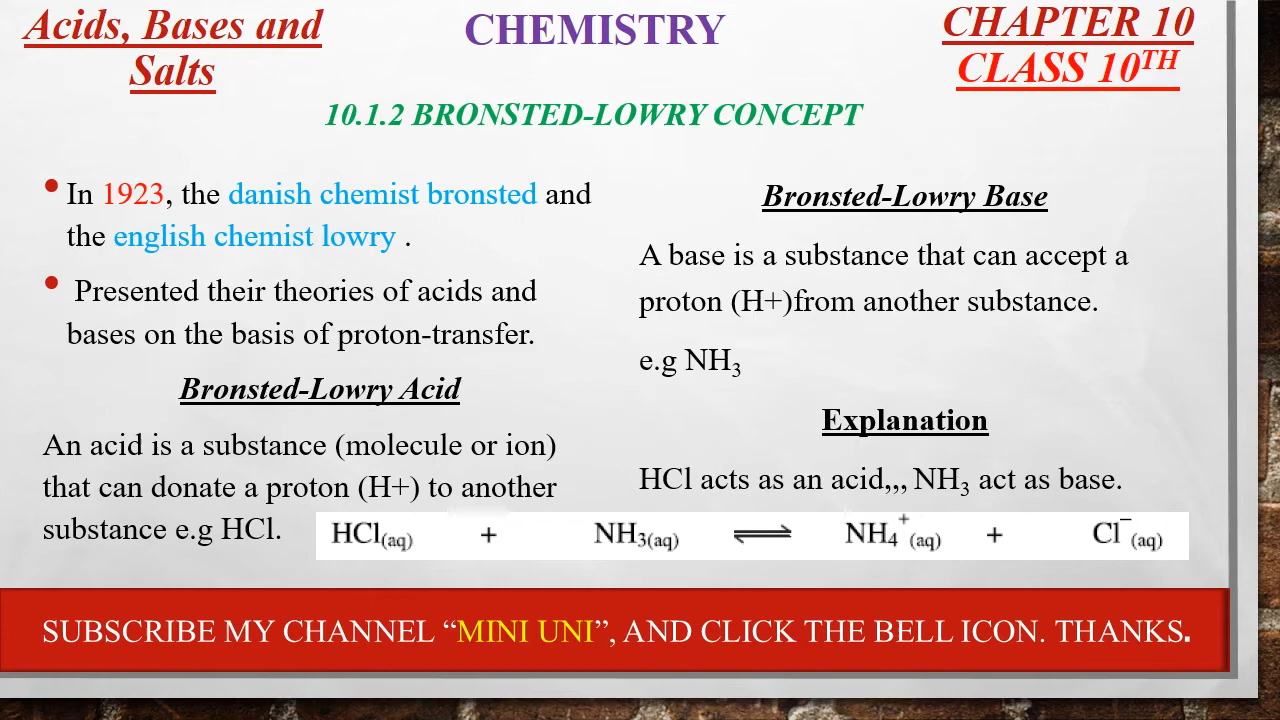 Acids, Bases and
Salts
CHEMISTRY
CHAPTER 10
CLASS 10TH
10.1.2 BRONSTED-LOWRY CONCEPT
• In 1923, the danish chemist bronsted and
the english chemist lowry .
• Presented their theories of acids and
bases on the basis of proton-transfer.
Bronsted-Lowry Acid
An acid is a substance (molecule or ion)
that can donate a proton (H+) to another
substance e.g HCl.
Bronsted-Lowry Base
A base is a substance that can accept a
proton (H+)from another substance.
e.g NH₃
Explanation
HCl acts as an acid,,, NH₃ act as base.
HCl(aq) + NH₃(aq) ⇌ NH₄⁺(aq) + Cl⁻(aq)
SUBSCRIBE MY CHANNEL “MINI UNI”, AND CLICK THE BELL ICON. THANKS.